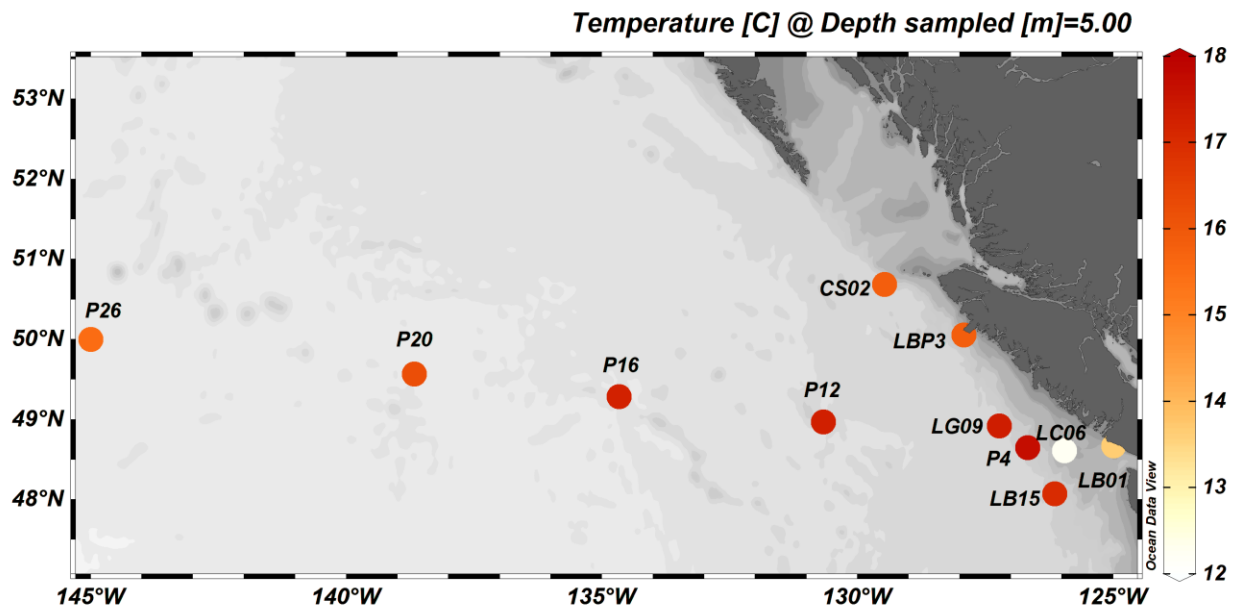 Temperature [C] @ Depth sampled [m]=5.00
53°N
52°N
51°N
50°N
49°N
48°N
P26
P20
P16
P12
CS02
LBP3
LG09
P4
LC06
LB15
LB01
145°W
140°W
135°W
130°W
125°W
Ocean Data View
18
17
16
15
14
13
12